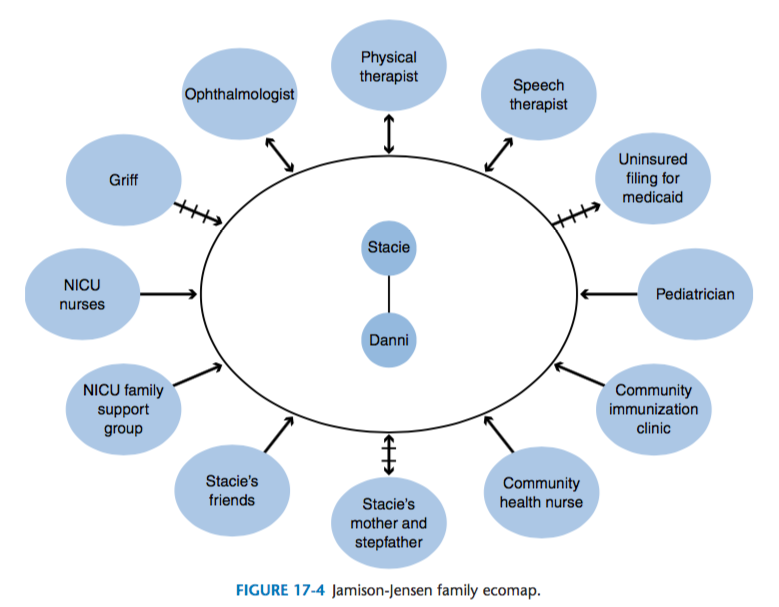 Physical
therapist
Speech
therapist
Ophthalmologist
Uninsured
filing for
medicaid
Griff
Stacie
NICU
nurses
Pediatrician
Danni
NICU family
support
group
Community
immunization
clinic
Stacie's
friends
Community
health nurse
Stacie's
mother and
stepfather
FIGURE 17-4 Jamison-Jensen family ecomap.